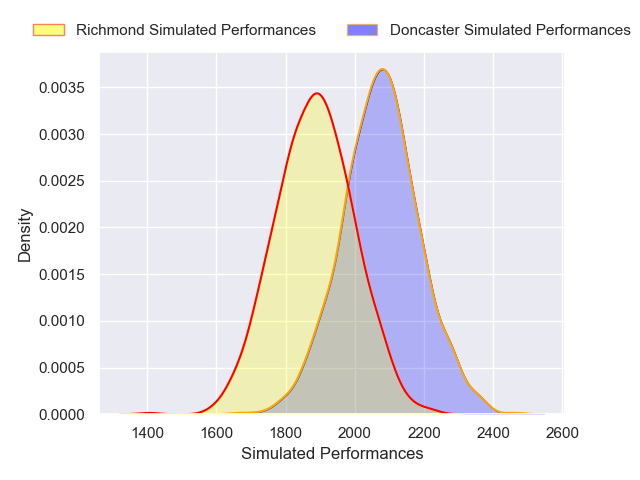 Richmond Simulated Performances
Doncaster Simulated Performances
0.0035
0.0030
0.0025
0.0020
0.0015
0.0010
0.0005
0.0000
Density
1400 1600 1800 2000 2200 2400 2600
Simulated Performances